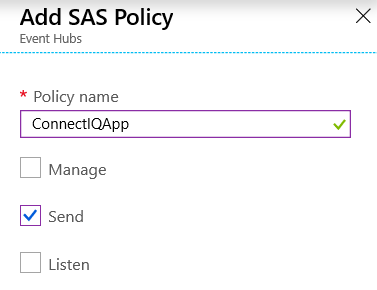 Add SAS Policy
Event Hubs
* Policy name
ConnectIQApp
Manage
Send
Listen